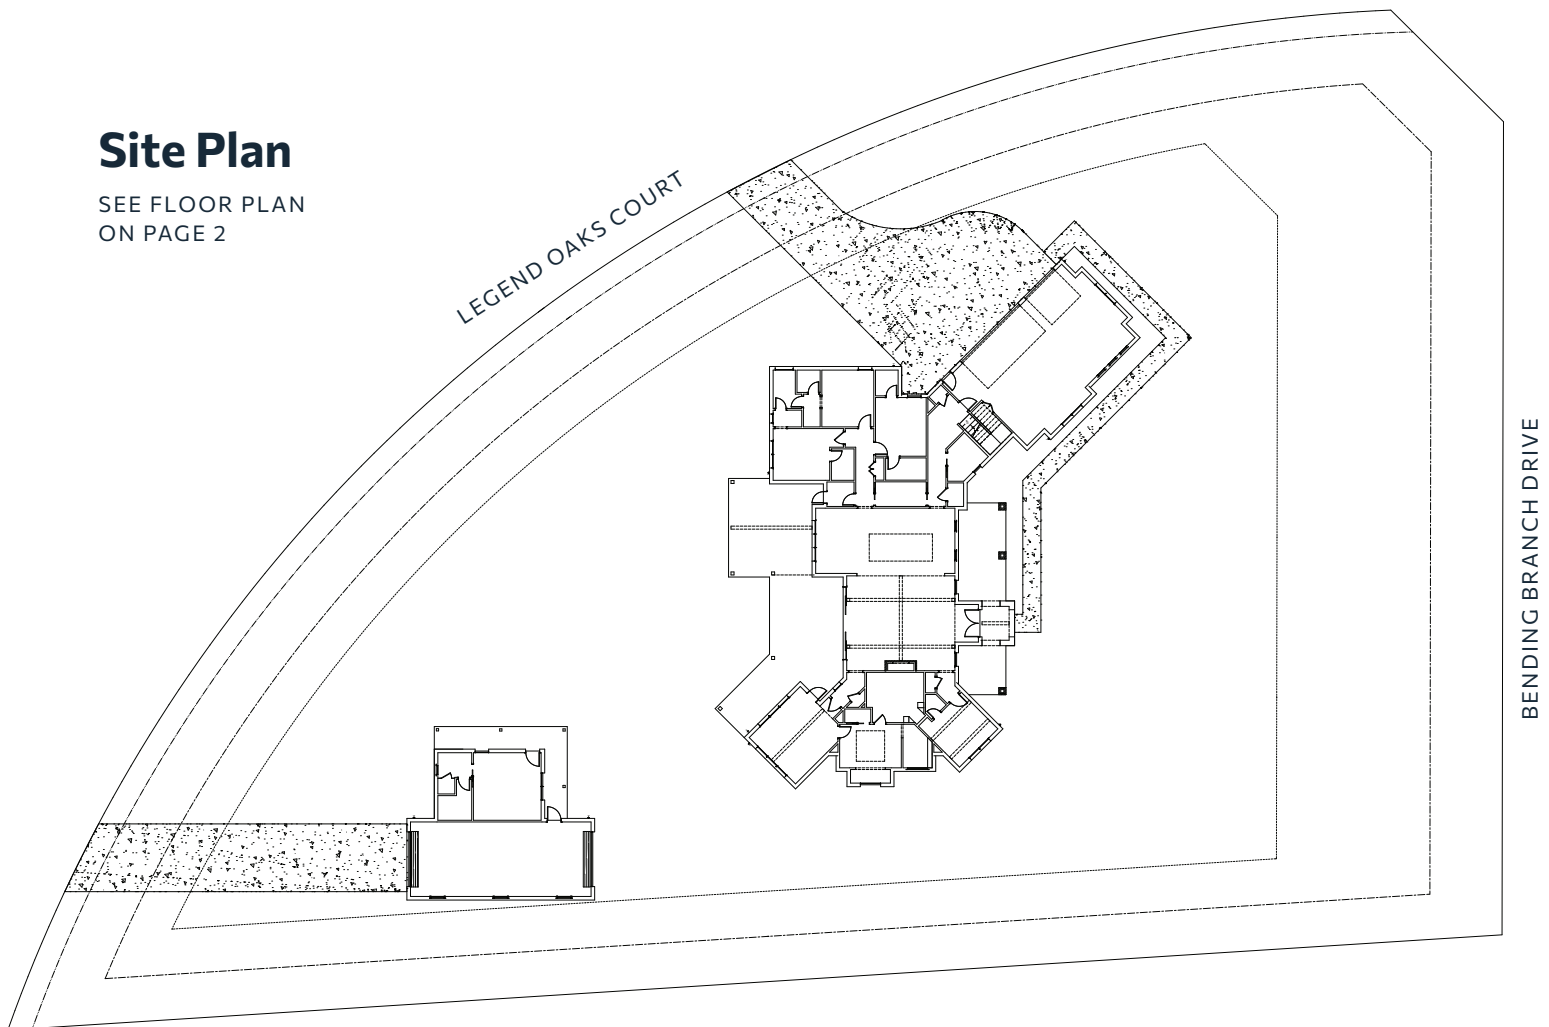 Site Plan
SEE FLOOR PLAN
ON PAGE 2
LEGEND OAKS COURT
BENDING BRANCH DRIVE